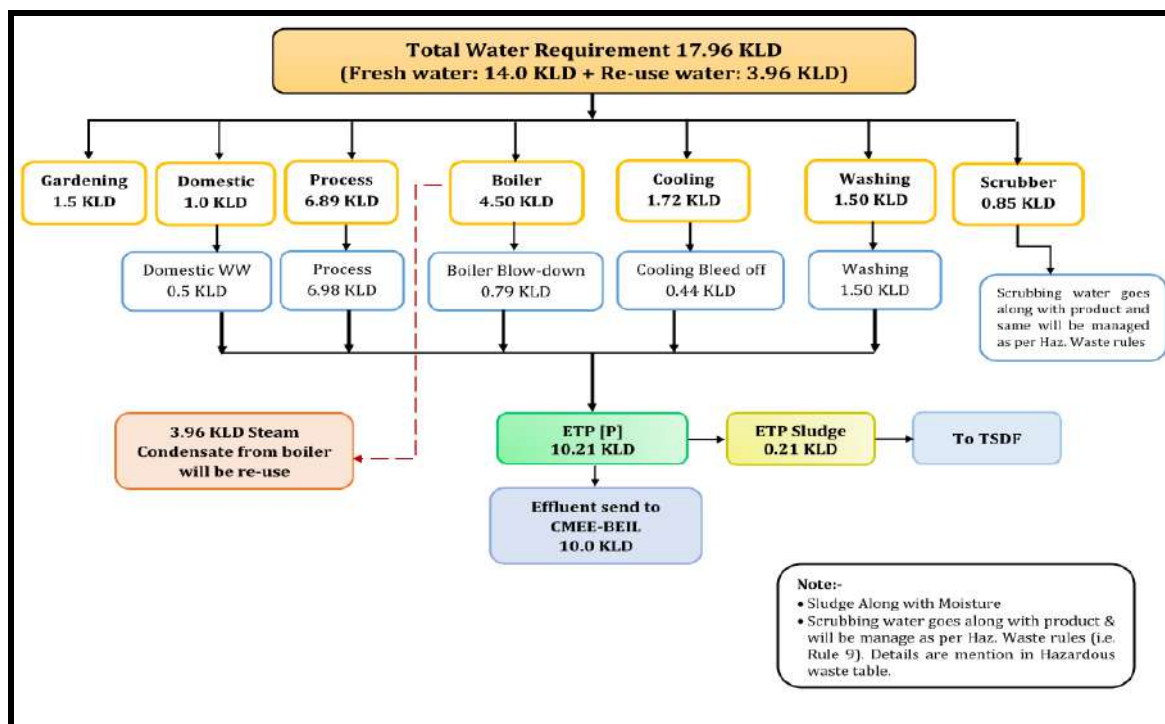 Total Water Requirement 17.96 KLD
(Fresh water: 14.0 KLD + Re-use water: 3.96 KLD)
Gardening
1.5 KLD
Domestic
1.0 KLD
Process
6.89 KLD
Boiler
4.50 KLD
Cooling
1.72 KLD
Washing
1.50 KLD
Scrubber
0.85 KLD
Domestic WW
0.5 KLD
Process
6.98 KLD
Boiler Blow-down
0.79 KLD
Cooling Bleed off
0.44 KLD
Washing
1.50 KLD
Scrubbing water goes
along with product and
same will be managed
as per Haz. Waste rules
3.96 KLD Steam
Condensate from boiler
will be re-use
ETP [P]
10.21 KLD
ETP Sludge
0.21 KLD
To TSDF
Effluent send to
CMEE-BEIL
10.0 KLD
Note:-
• Sludge Along with Moisture
• Scrubbing water goes along with product &
will be manage as per Haz. Waste rules (i.e.
Rule 9). Details are mention in Hazardous
waste table.